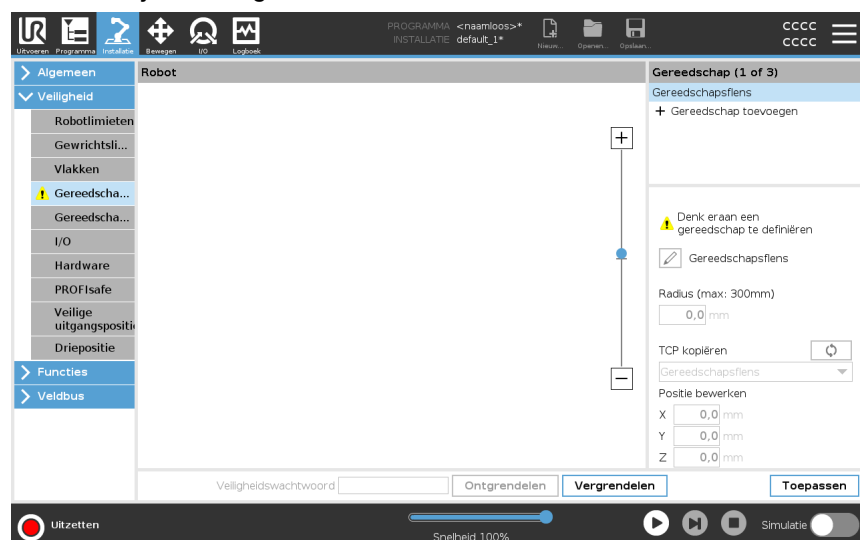 PROGRAMMA <naamloos>*
INSTALLATIE default_1*
Uitvoeren
Programma
Installatie
Bewegen
I/O
Logboek
Nieuw...
Openen...
Opslaan...
cccc
cccc
Algemeen
Veiligheid
Robotlimieten
Gewrichtsli...
Vlakken
Gereedscha...
Gereedscha...
I/O
Hardware
PROFIsafe
Veilige
uitgangspositi
Driepositie
Functies
Veldbus
Robot
Gereedschap (1 of 3)
Gereedschapsflens
+ Gereedschap toevoegen
Denk eraan een
gereedschap te definiëren
Gereedschapsflens
Radius (max: 300mm)
0,0 mm
TCP kopiëren
Gereedschapsflens
Positie bewerken
X 0,0 mm
Y 0,0 mm
Z 0,0 mm
Veiligheidswachtwoord
Ontgrendelen
Vergrendelen
Toepassen
Uitzetten
Snelheid 100%
Simulatie